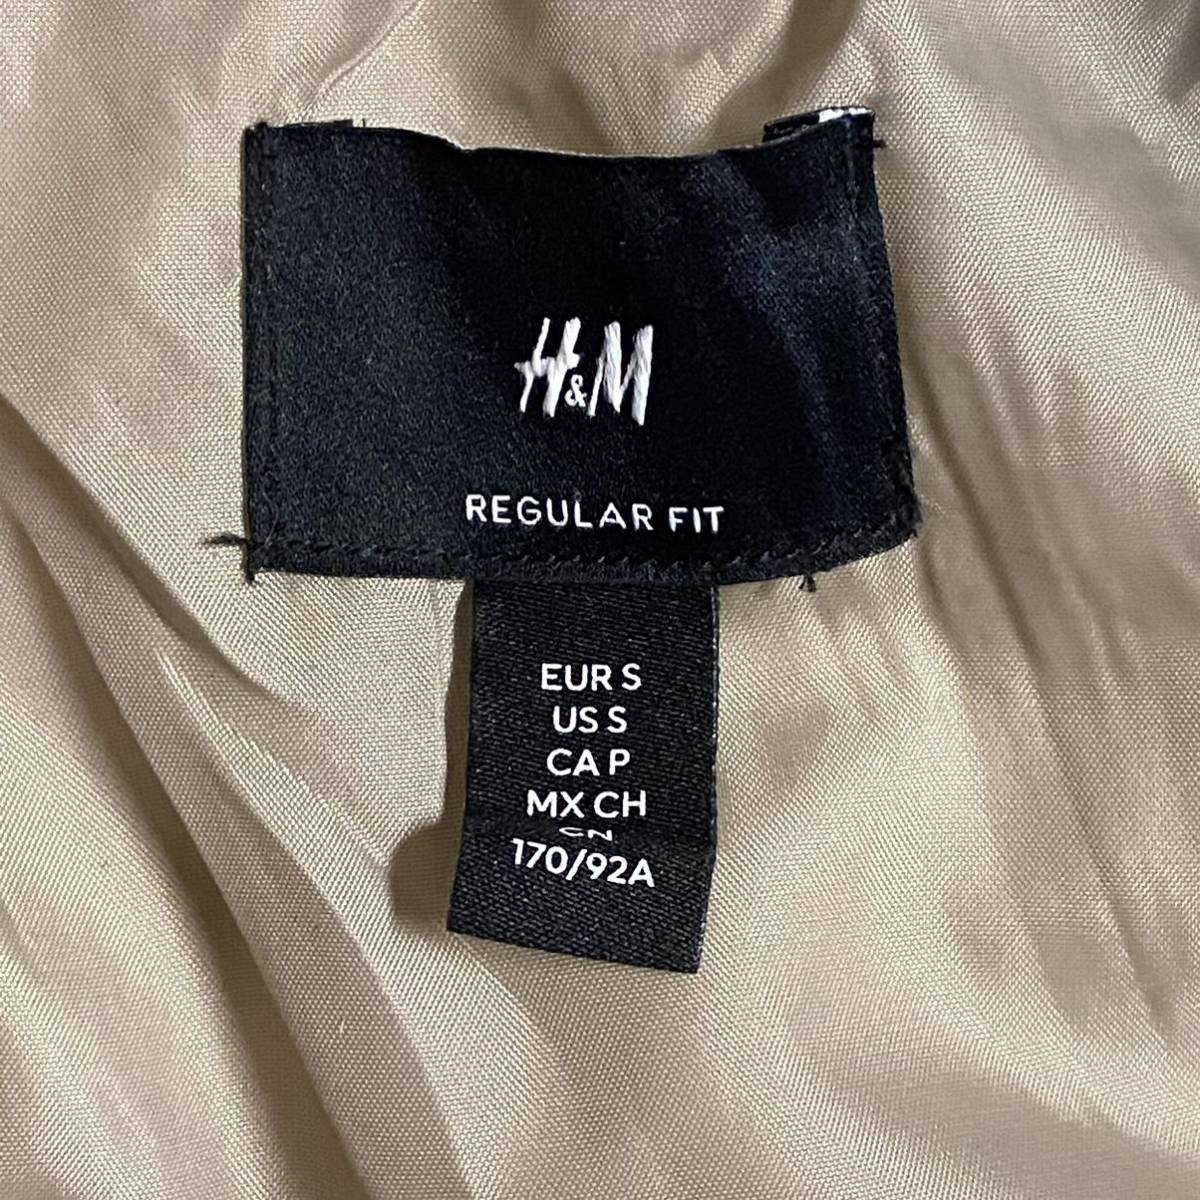 H&M
REGULAR FIT
EUR S
US S
CA P
MX CH
CN
170/92A